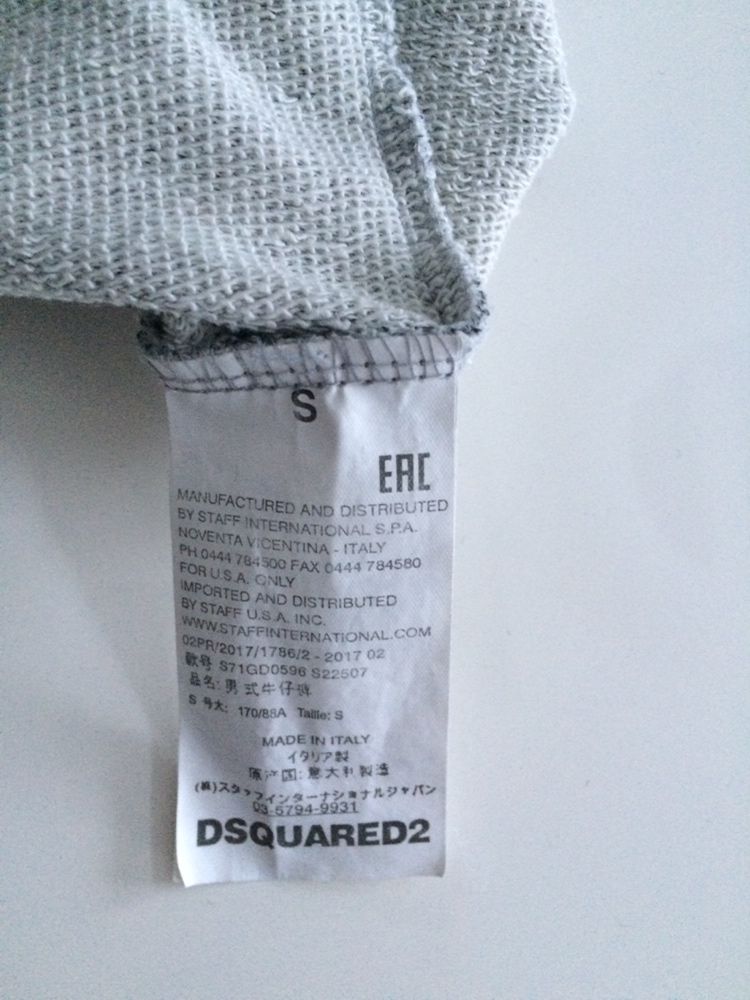 S
EAC
MANUFACTURED AND DISTRIBUTED
BY STAFF INTERNATIONAL S.P.A.
NOVENTA VICENTINA - ITALY
PH 0444 784500 FAX 0444 784580
FOR U.S.A. ONLY
IMPORTED AND DISTRIBUTED
BY STAFF U.S.A. INC.
WWW.STAFFINTERNATIONAL.COM
02PR/2017/1786/2 - 2017 02
款号 S71GD0596 S22507
品名: 男式牛仔裤
S 号大: 170/88A Taille: S
MADE IN ITALY
イタリア製
原产国: 意大利製造
(株)スタッフインターナショナルジャパン
03-5794-9931
DSQUARED2